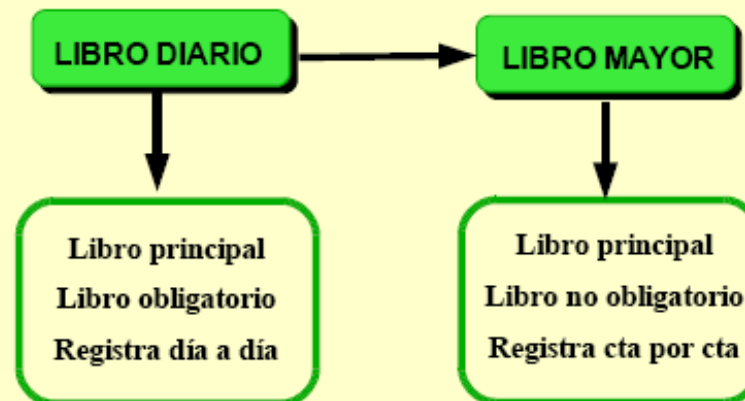 LIBRO DIARIO
LIBRO MAYOR
Libro principal
Libro obligatorio
Registra día a día
Libro principal
Libro no obligatorio
Registra cta por cta